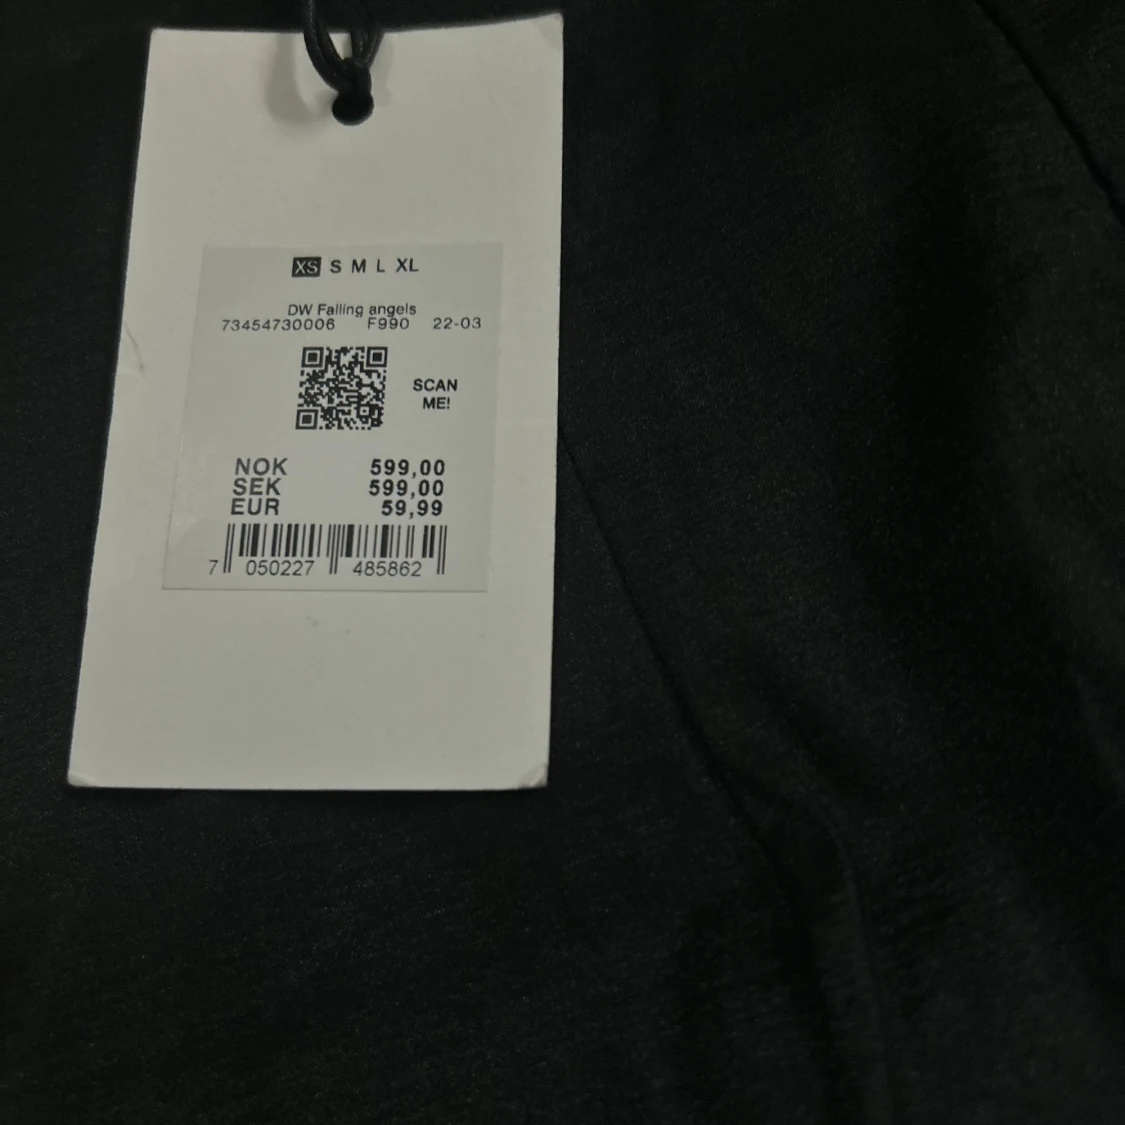 XS S M L XL
DW Falling angels
73454730006 F990 22-03
SCAN
ME!
NOK 599,00
SEK 599,00
EUR 59,99
7 050227 485862